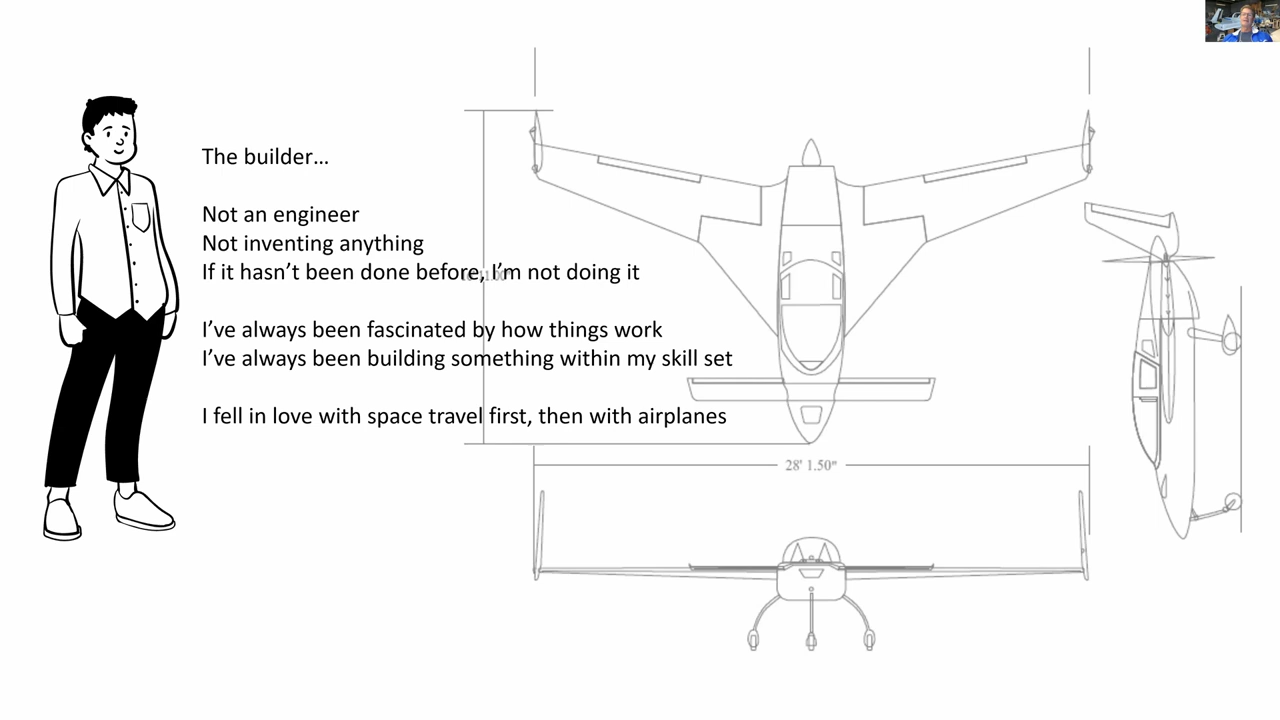 The builder…
Not an engineer
Not inventing anything
If it hasn’t been done before, I’m not doing it
I’ve always been fascinated by how things work
I’ve always been building something within my skill set
I fell in love with space travel first, then with airplanes
28' 1.50"